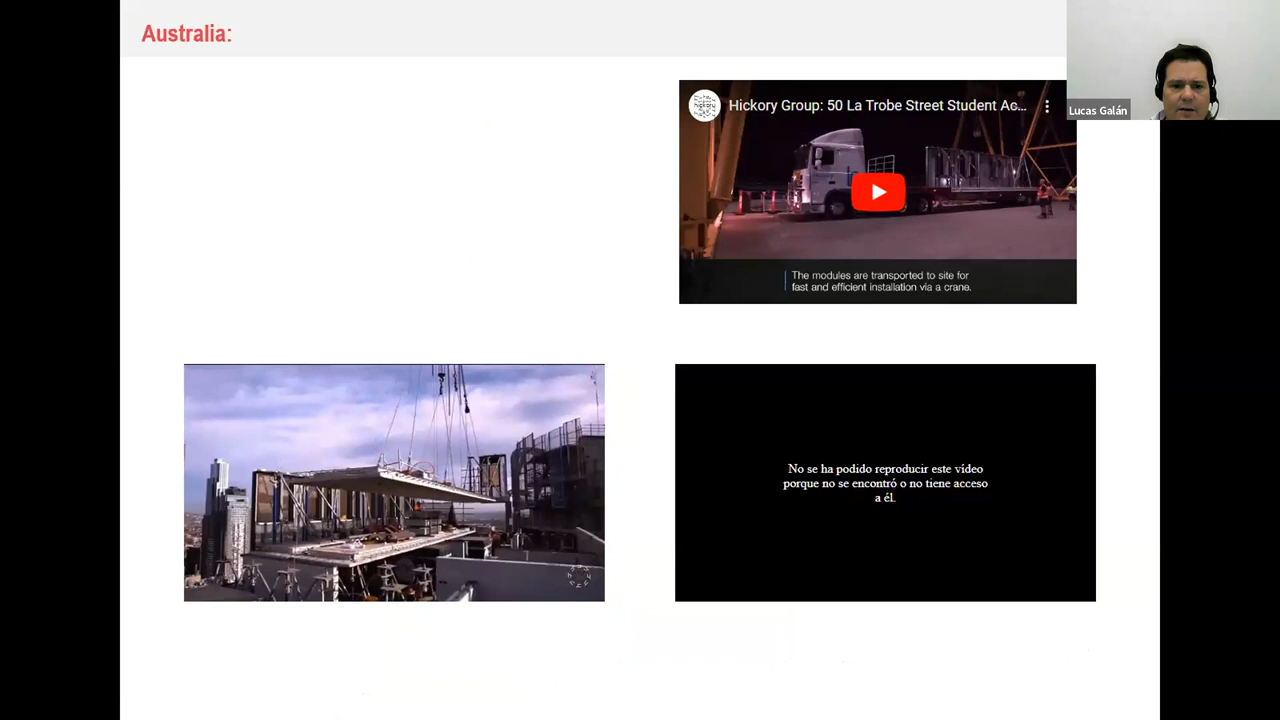 Australia:
Lucas Galán
hickory
Hickory Group: 50 La Trobe Street Student Ac...
The modules are transported to site for
fast and efficient installation via a crane.
No se ha podido reproducir este vídeo
porque no se encontró o no tiene acceso
a él.